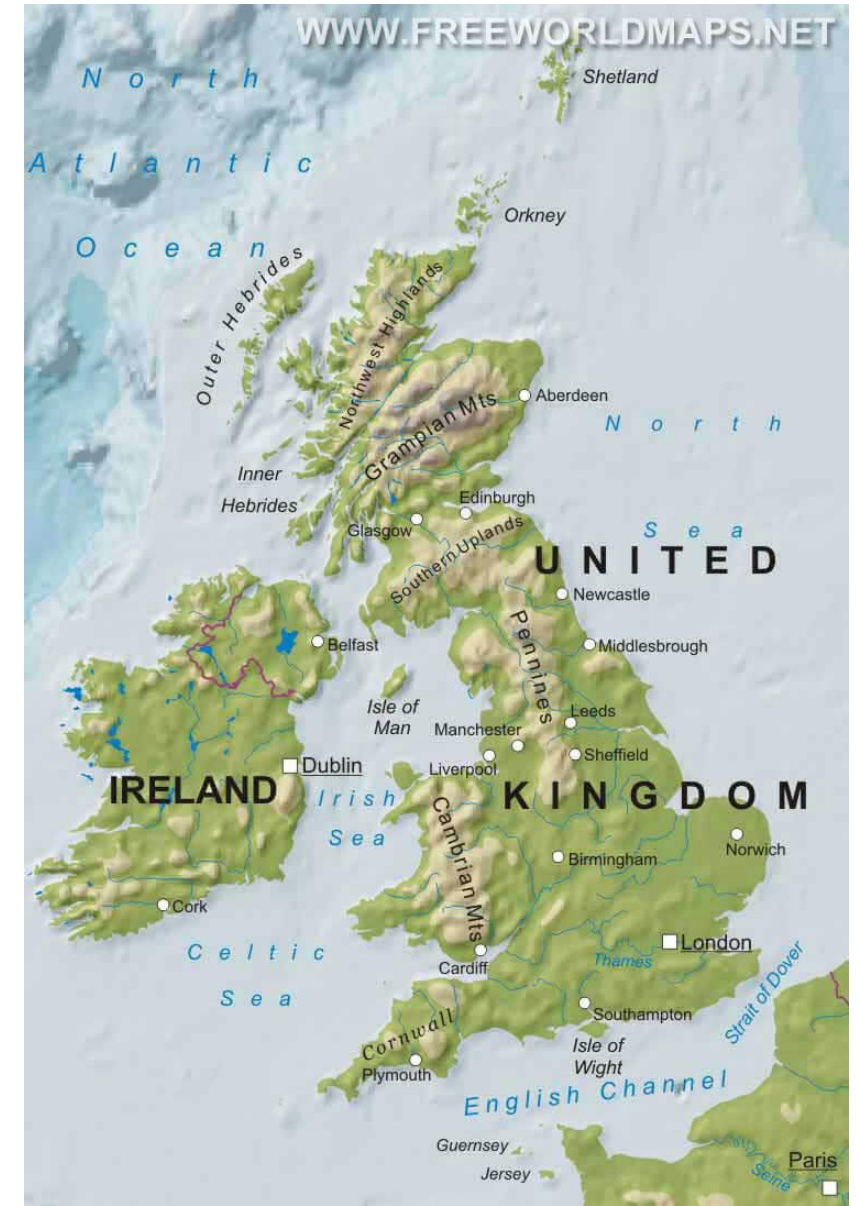 WWW.FREEWORLDMAPS.NET
Shetland
North
Atlantic
Ocean
Orkney
Outer Hebrides
Northwest Highlands
Grampian Mts
Aberdeen
North
Sea
Inner
Hebrides
Edinburgh
Glasgow
Southern Uplands
UNITED
KINGDOM
Newcastle
Pennines
Belfast
Middlesbrough
Isle of
Man
Leeds
Manchester
Sheffield
Liverpool
Dublin
IRELAND
Irish
Sea
Cambrian Mts
Norwich
Birmingham
Cork
Celtic
Sea
Cardiff
London
Thames
Strait of Dover
Southampton
Cornwall
Isle of
Wight
Plymouth
English Channel
Guernsey
Jersey
Paris
Seine